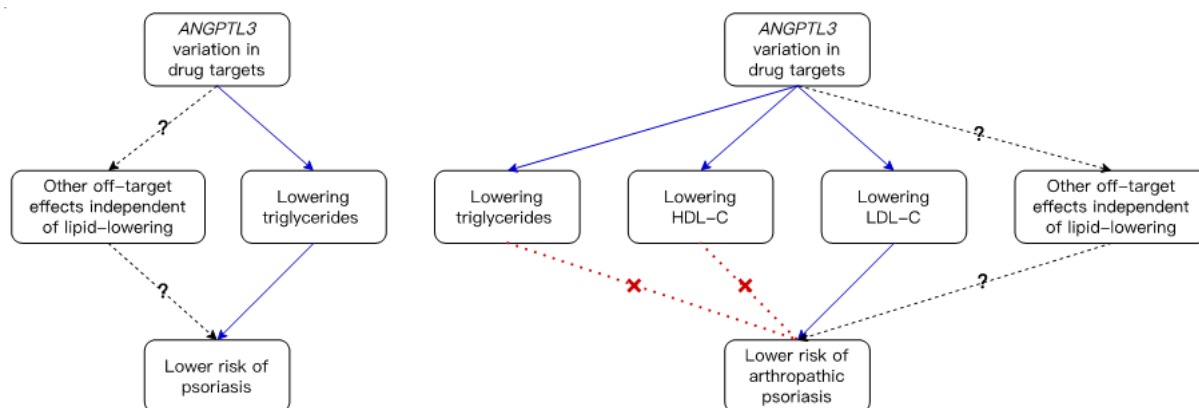 ANGPTL3
variation in
drug targets
?
Other off-target
effects independent
of lipid-lowering
Lowering
triglycerides
?
Lower risk of
psoriasis
ANGPTL3
variation in
drug targets
?
Lowering
triglycerides
Lowering
HDL-C
Lowering
LDL-C
Other off-target
effects independent
of lipid-lowering
?
Lower risk of
arthropathic
psoriasis